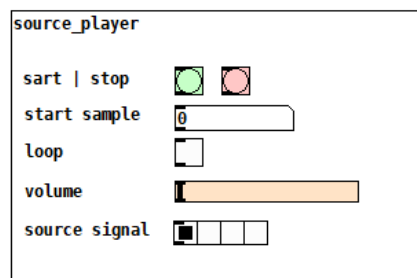 source_player
sart | stop
start sample
0
loop
volume
source signal